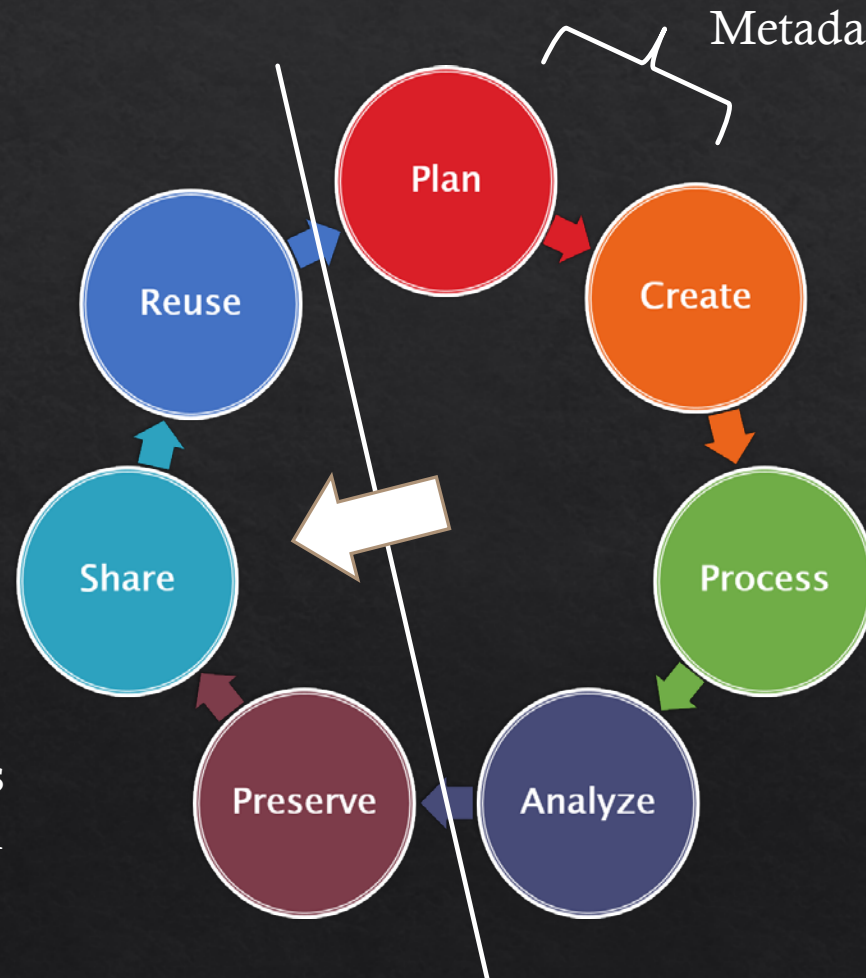 Metada
Plan
Create
Reuse
Process
Share
Analyze
Preserve
s